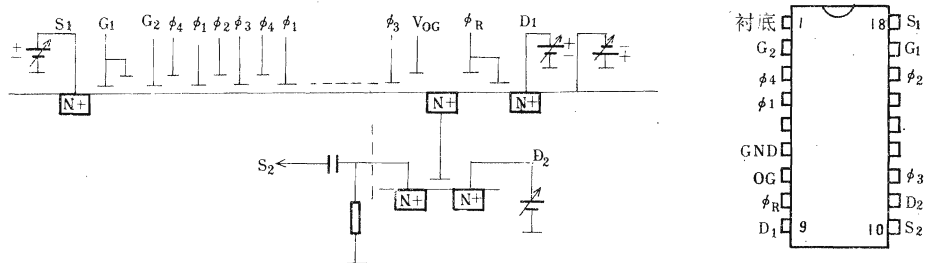 S1 G1 G2 ϕ4 ϕ1 ϕ2 ϕ3 ϕ4 ϕ1 ϕ3 VOG ϕR D1
+
-
+
-
-
+
N+ N+ N+
S2 D2
N+ N+
衬底 1 18 S1
G2 G1
ϕ4 ϕ2
ϕ1
GND
OG ϕ3
ϕR D2
D1 9 10 S2